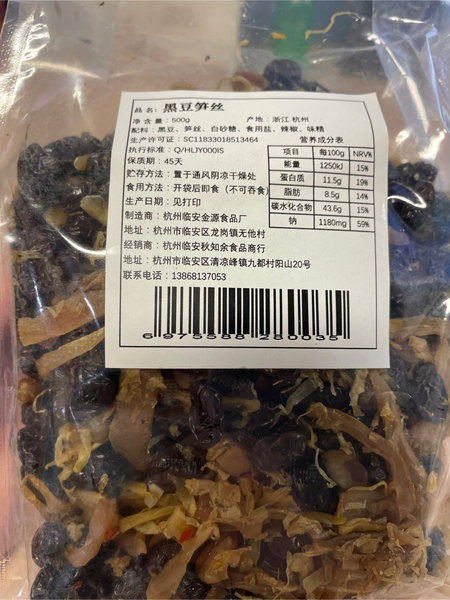 品名：黑豆笋丝
净含量：500g 产地：浙江 杭州
配料：黑豆、笋丝、白砂糖、食用盐、辣椒、味精
生产许可证：SC11833018513464
执行标准：Q/HLJY000IS
保质期：45天
贮存方法：置于通风阴凉干燥处
食用方法：开袋后即食（不可吞食）
生产日期：见打印
制造商：杭州临安金源食品厂
地址：杭州市临安区龙岗镇无他村
经销商：杭州临安秋知余食品商行
地址：杭州市临安区清凉峰镇九都村阳山20号
联系电话：13868137053
营养成分表
项目 每100g NRV%
能量 1250kJ 15%
蛋白质 11.5g 19%
脂肪 8.5g 14%
碳水化合物 43.6g 15%
钠 1180mg 59%
6 975588 280035